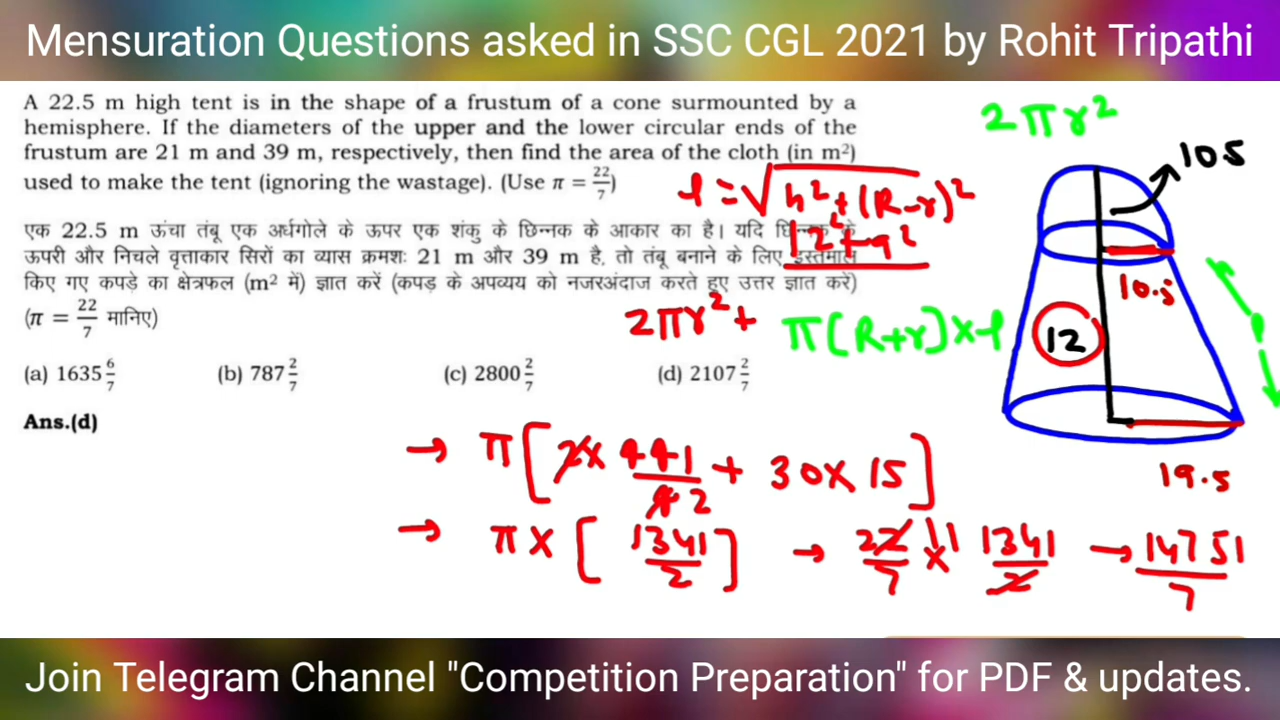 Mensuration Questions asked in SSC CGL 2021 by Rohit Tripathi
A 22.5 m high tent is in the shape of a frustum of a cone surmounted by a
hemisphere. If the diameters of the upper and the lower circular ends of the
frustum are 21 m and 39 m, respectively, then find the area of the cloth (in m²)
used to make the tent (ignoring the wastage). (Use π = 22/7)
एक 22.5 m ऊंचा तंबू एक अर्धगोले के ऊपर एक शंकु के छिन्नक के आकार का है। यदि
ऊपरी और निचले वृत्ताकार सिरों का व्यास क्रमश: 21 m और 39 m है, तो तंबू बनाने के लिए इस्तेमाल
किए गए कपड़े का क्षेत्रफल (m² में) ज्ञात करें (कपड़े के अपव्यय को नजरअंदाज करते हुए उत्तर ज्ञात करें)
(π = 22/7 मानिए)
(a) 1635 6/7 (b) 787 2/7 (c) 2800 2/7 (d) 2107 2/7
Ans.(d)
2πr²
10.5
l = √h²+(R-r)²
12²+9²
10.5
2πr² + π(R+r)×l
12
l
19.5
→ π[2× 441/42 + 30×15]
→ π× [1341/2] → 22/7 × 11 1341/2 → 14751/7
Join Telegram Channel "Competition Preparation" for PDF & updates.